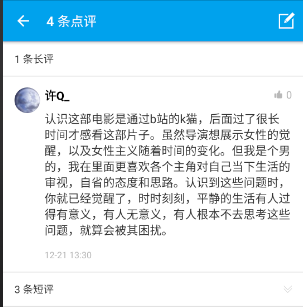 4 条点评
1 条长评
许Q_
0
认识这部电影是通过b站的k猫，后面过了很长
时间才感看这部片子。虽然导演想展示女性的觉
醒，以及女性主义随着时间的变化。但我是个男
的，我在里面更喜欢各个主角对自己当下生活的
审视，自省的态度和思路。认识到这些问题时，
你就已经觉醒了，时时刻刻，平静的生活有人过
得有意义，有人无意义，有人根本不去思考这些
问题，就算会被其困扰。
12-21 13:30
3 条短评